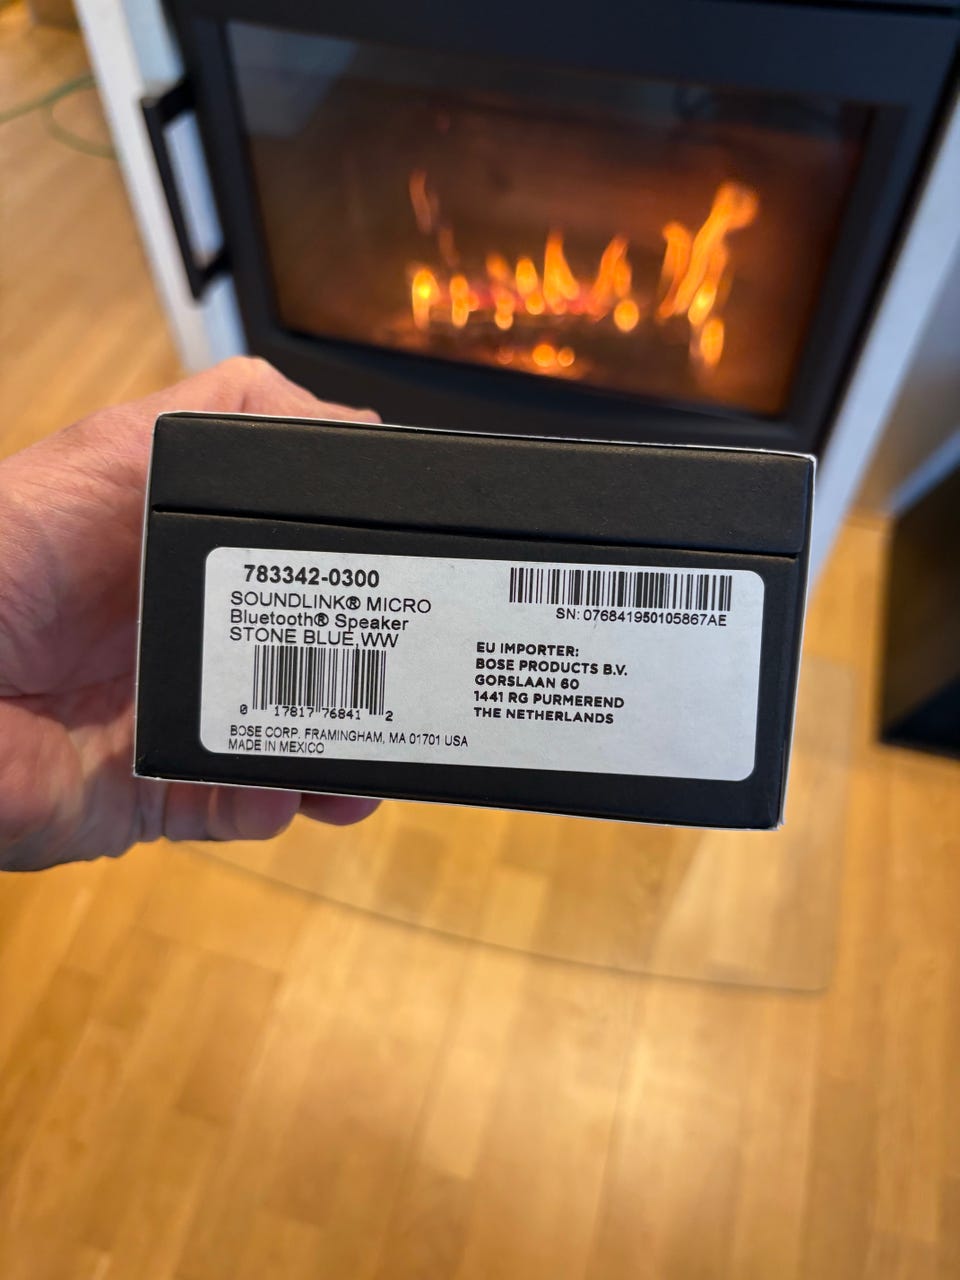 783342-0300
SOUNDLINK® MICRO
Bluetooth® Speaker
STONE BLUE,WW
0 17817 76841 2
BOSE CORP. FRAMINGHAM, MA 01701 USA
MADE IN MEXICO
SN: 076841950105867AE
EU IMPORTER:
BOSE PRODUCTS B.V.
GORSLAAN 60
1441 RG PURMEREND
THE NETHERLANDS